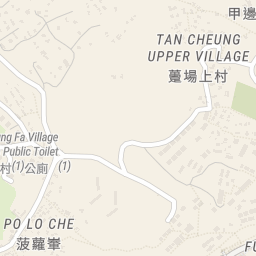 甲邊
TAN CHEUNG
UPPER VILLAGE
躉場上村
ng Fa Village
Public Toilet
村公廁 (1)
(1)
PO LO CHE
菠蘿輋
FU